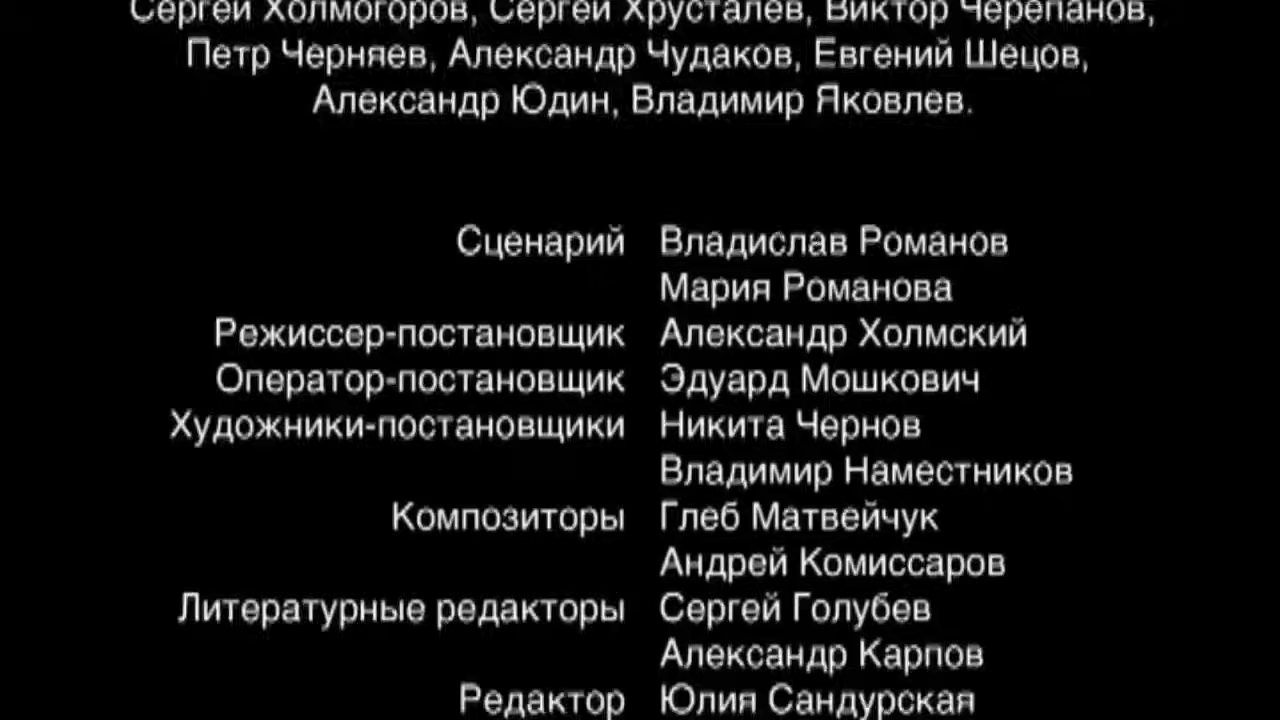 Сергей Холмогоров, Сергей Хрусталев, Виктор Черепанов,
Петр Черняев, Александр Чудаков, Евгений Шецов,
Александр Юдин, Владимир Яковлев.
Сценарий Владислав Романов
Мария Романова
Режиссер-постановщик Александр Холмский
Оператор-постановщик Эдуард Мошкович
Художники-постановщики Никита Чернов
Владимир Наместников
Композиторы Глеб Матвейчук
Андрей Комиссаров
Литературные редакторы Сергей Голубев
Александр Карпов
Редактор Юлия Сандурская